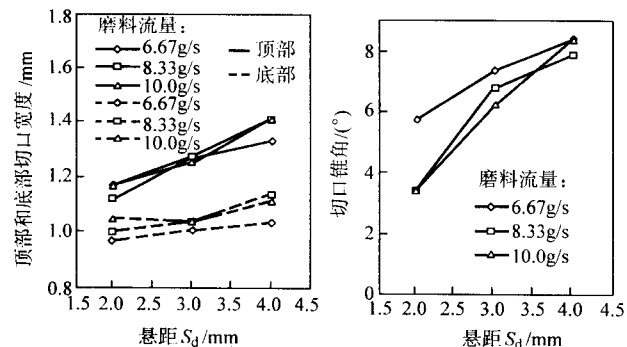 磨料流量：
6.67g/s 顶部
8.33g/s 底部
10.0g/s
6.67g/s
8.33g/s
10.0g/s
顶部和底部切口宽度/mm
1.8
1.6
1.4
1.2
1.0
0.8
1.5 2.0 2.5 3.0 3.5 4.0 4.5
悬距 Sd/mm
切口锥角/(°)
8
6
4
2
0
磨料流量：
6.67g/s
8.33g/s
10.0g/s
1.5 2.0 2.5 3.0 3.5 4.0 4.5
悬距 Sd/mm